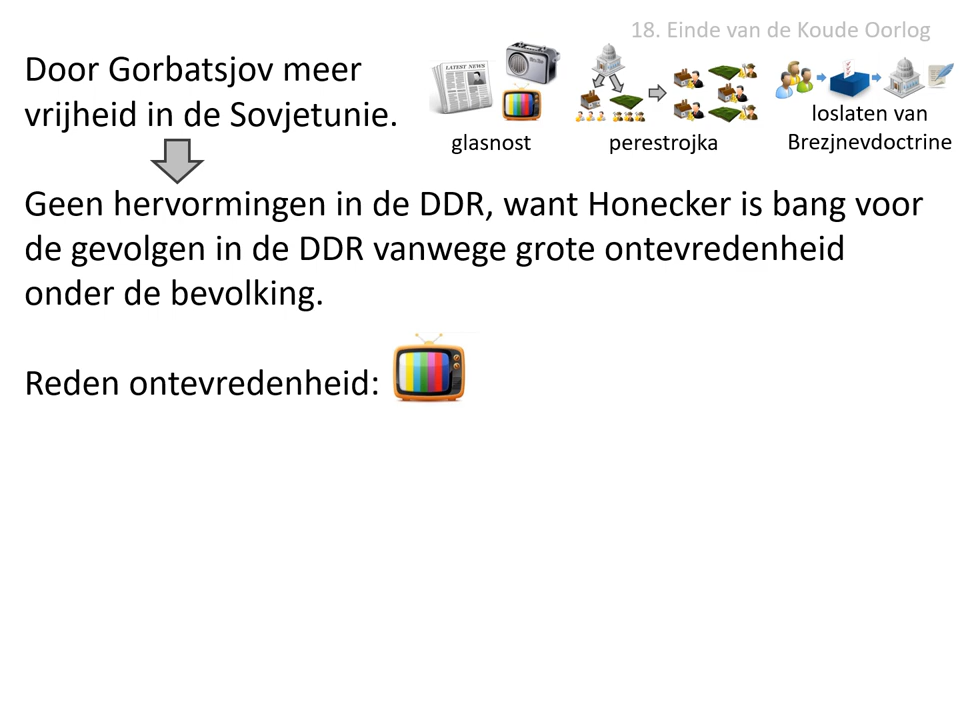 18. Einde van de Koude Oorlog
Door Gorbatsjov meer
vrijheid in de Sovjetunie.
LATEST NEWS
glasnost
perestrojka
loslaten van
Brezjnevdoctrine
Geen hervormingen in de DDR, want Honecker is bang voor
de gevolgen in de DDR vanwege grote ontevredenheid
onder de bevolking.
Reden ontevredenheid: